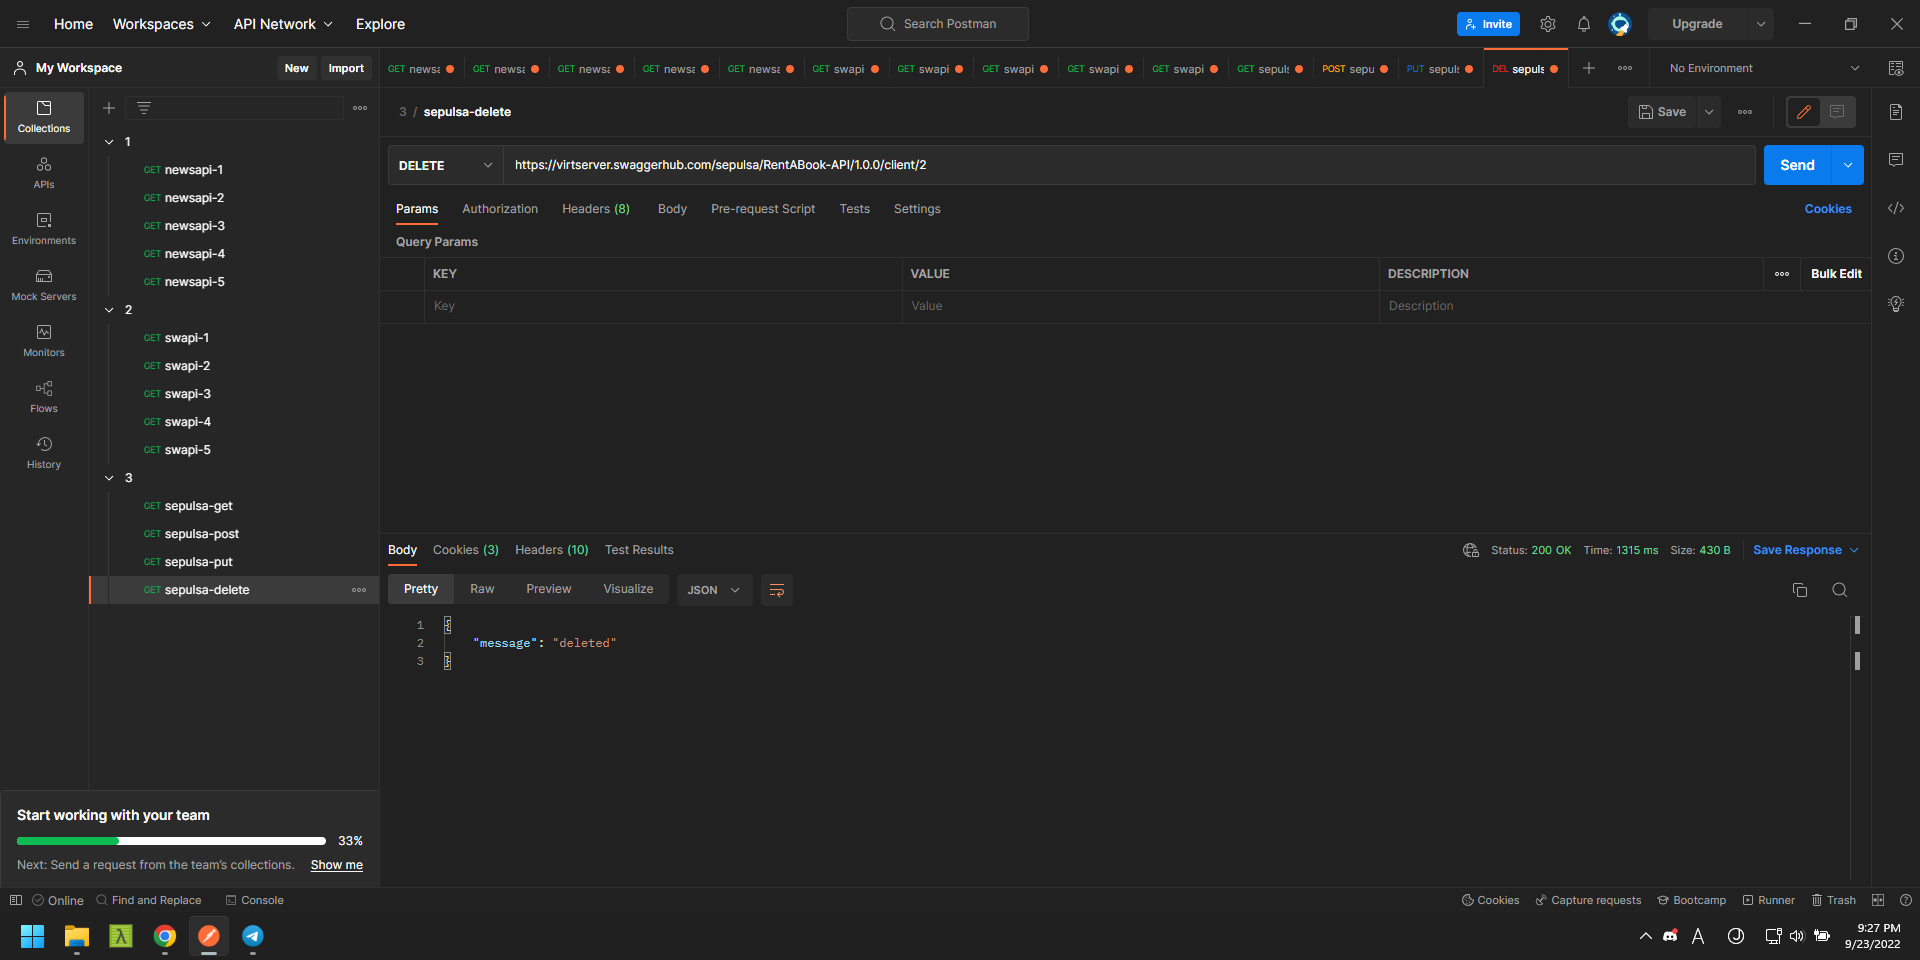 Home Workspaces API Network Explore Search Postman Invite Upgrade
My Workspace New Import
GET newsa GET newsa GET newsa GET newsa GET newsa GET swapi GET swapi GET swapi GET swapi GET swapi GET sepuls POST sepu PUT sepuls DEL sepuls No Environment
Collections
APIs
Environments
Mock Servers
Monitors
Flows
History
1
GET newsapi-1
GET newsapi-2
GET newsapi-3
GET newsapi-4
GET newsapi-5
2
GET swapi-1
GET swapi-2
GET swapi-3
GET swapi-4
GET swapi-5
3
GET sepulsa-get
GET sepulsa-post
GET sepulsa-put
GET sepulsa-delete
3 / sepulsa-delete Save
DELETE https://virtserver.swaggerhub.com/sepulsa/RentABook-API/1.0.0/client/2 Send
Params Authorization Headers (8) Body Pre-request Script Tests Settings Cookies
Query Params
KEY VALUE DESCRIPTION Bulk Edit
Key Value Description
Body Cookies (3) Headers (10) Test Results Status: 200 OK Time: 1315 ms Size: 430 B Save Response
Pretty Raw Preview Visualize JSON
1 {
2 "message": "deleted"
3 }
Start working with your team
33%
Next: Send a request from the team's collections. Show me
Online Find and Replace Console Cookies Capture requests Bootcamp Runner Trash
9:27 PM
9/23/2022